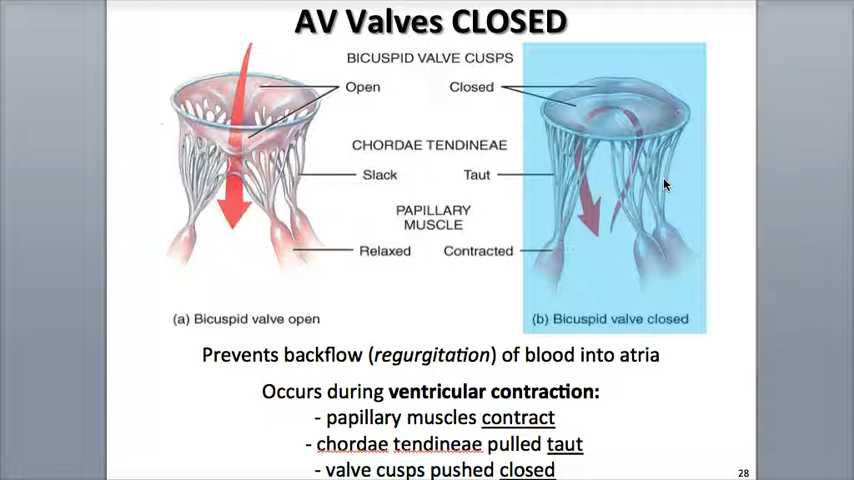 AV Valves CLOSED
BICUSPID VALVE CUSPS
Open
Closed
CHORDAE TENDINEAE
Slack
Taut
PAPILLARY
MUSCLE
Relaxed
Contracted
(a) Bicuspid valve open
(b) Bicuspid valve closed
Prevents backflow (regurgitation) of blood into atria
Occurs during ventricular contraction:
- papillary muscles contract
- chordae tendineae pulled taut
- valve cusps pushed closed
28